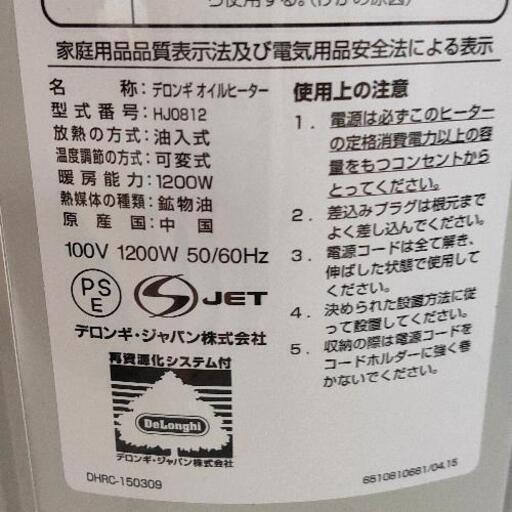 う使用する。(けがの原因)
家庭用品品質表示法及び電気用品安全法による表示
名 称：デロンギ オイルヒーター
型式番号：HJ0812
放熱の方式：油入式
温度調節の方式：可変式
暖房能力：1200W
熱媒体の種類：鉱物油
原産国：中 国
100V 1200W 50/60Hz
PS
E
S JET
デロンギ・ジャパン株式会社
再資源化システム付
DeLonghi
デロンギ・ジャパン株式会社
DHRC-150309
使用上の注意
1．電源は必ずこのヒーター
の定格消費電力以上の容
量をもつコンセントから
とってください。
2．差込みプラグは根元まで
よく差し込んでください。
3．電源コードは全て解き、
伸ばした状態で使用して
ください。
4．決められた設置方法に従
って設置してください。
5．収納の際は電源コードを
コードホルダーに強く巻
かないでください。
6510810661/04.15